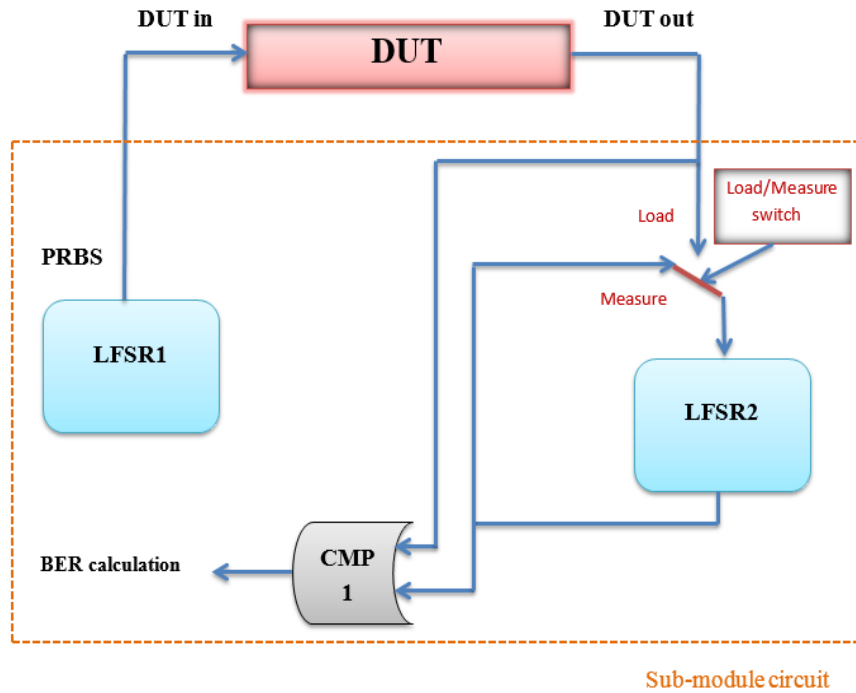 DUT in
DUT
DUT out
Load/Measure
switch
Load
PRBS
Measure
LFSR1
LFSR2
BER calculation
CMP
1
Sub-module circuit